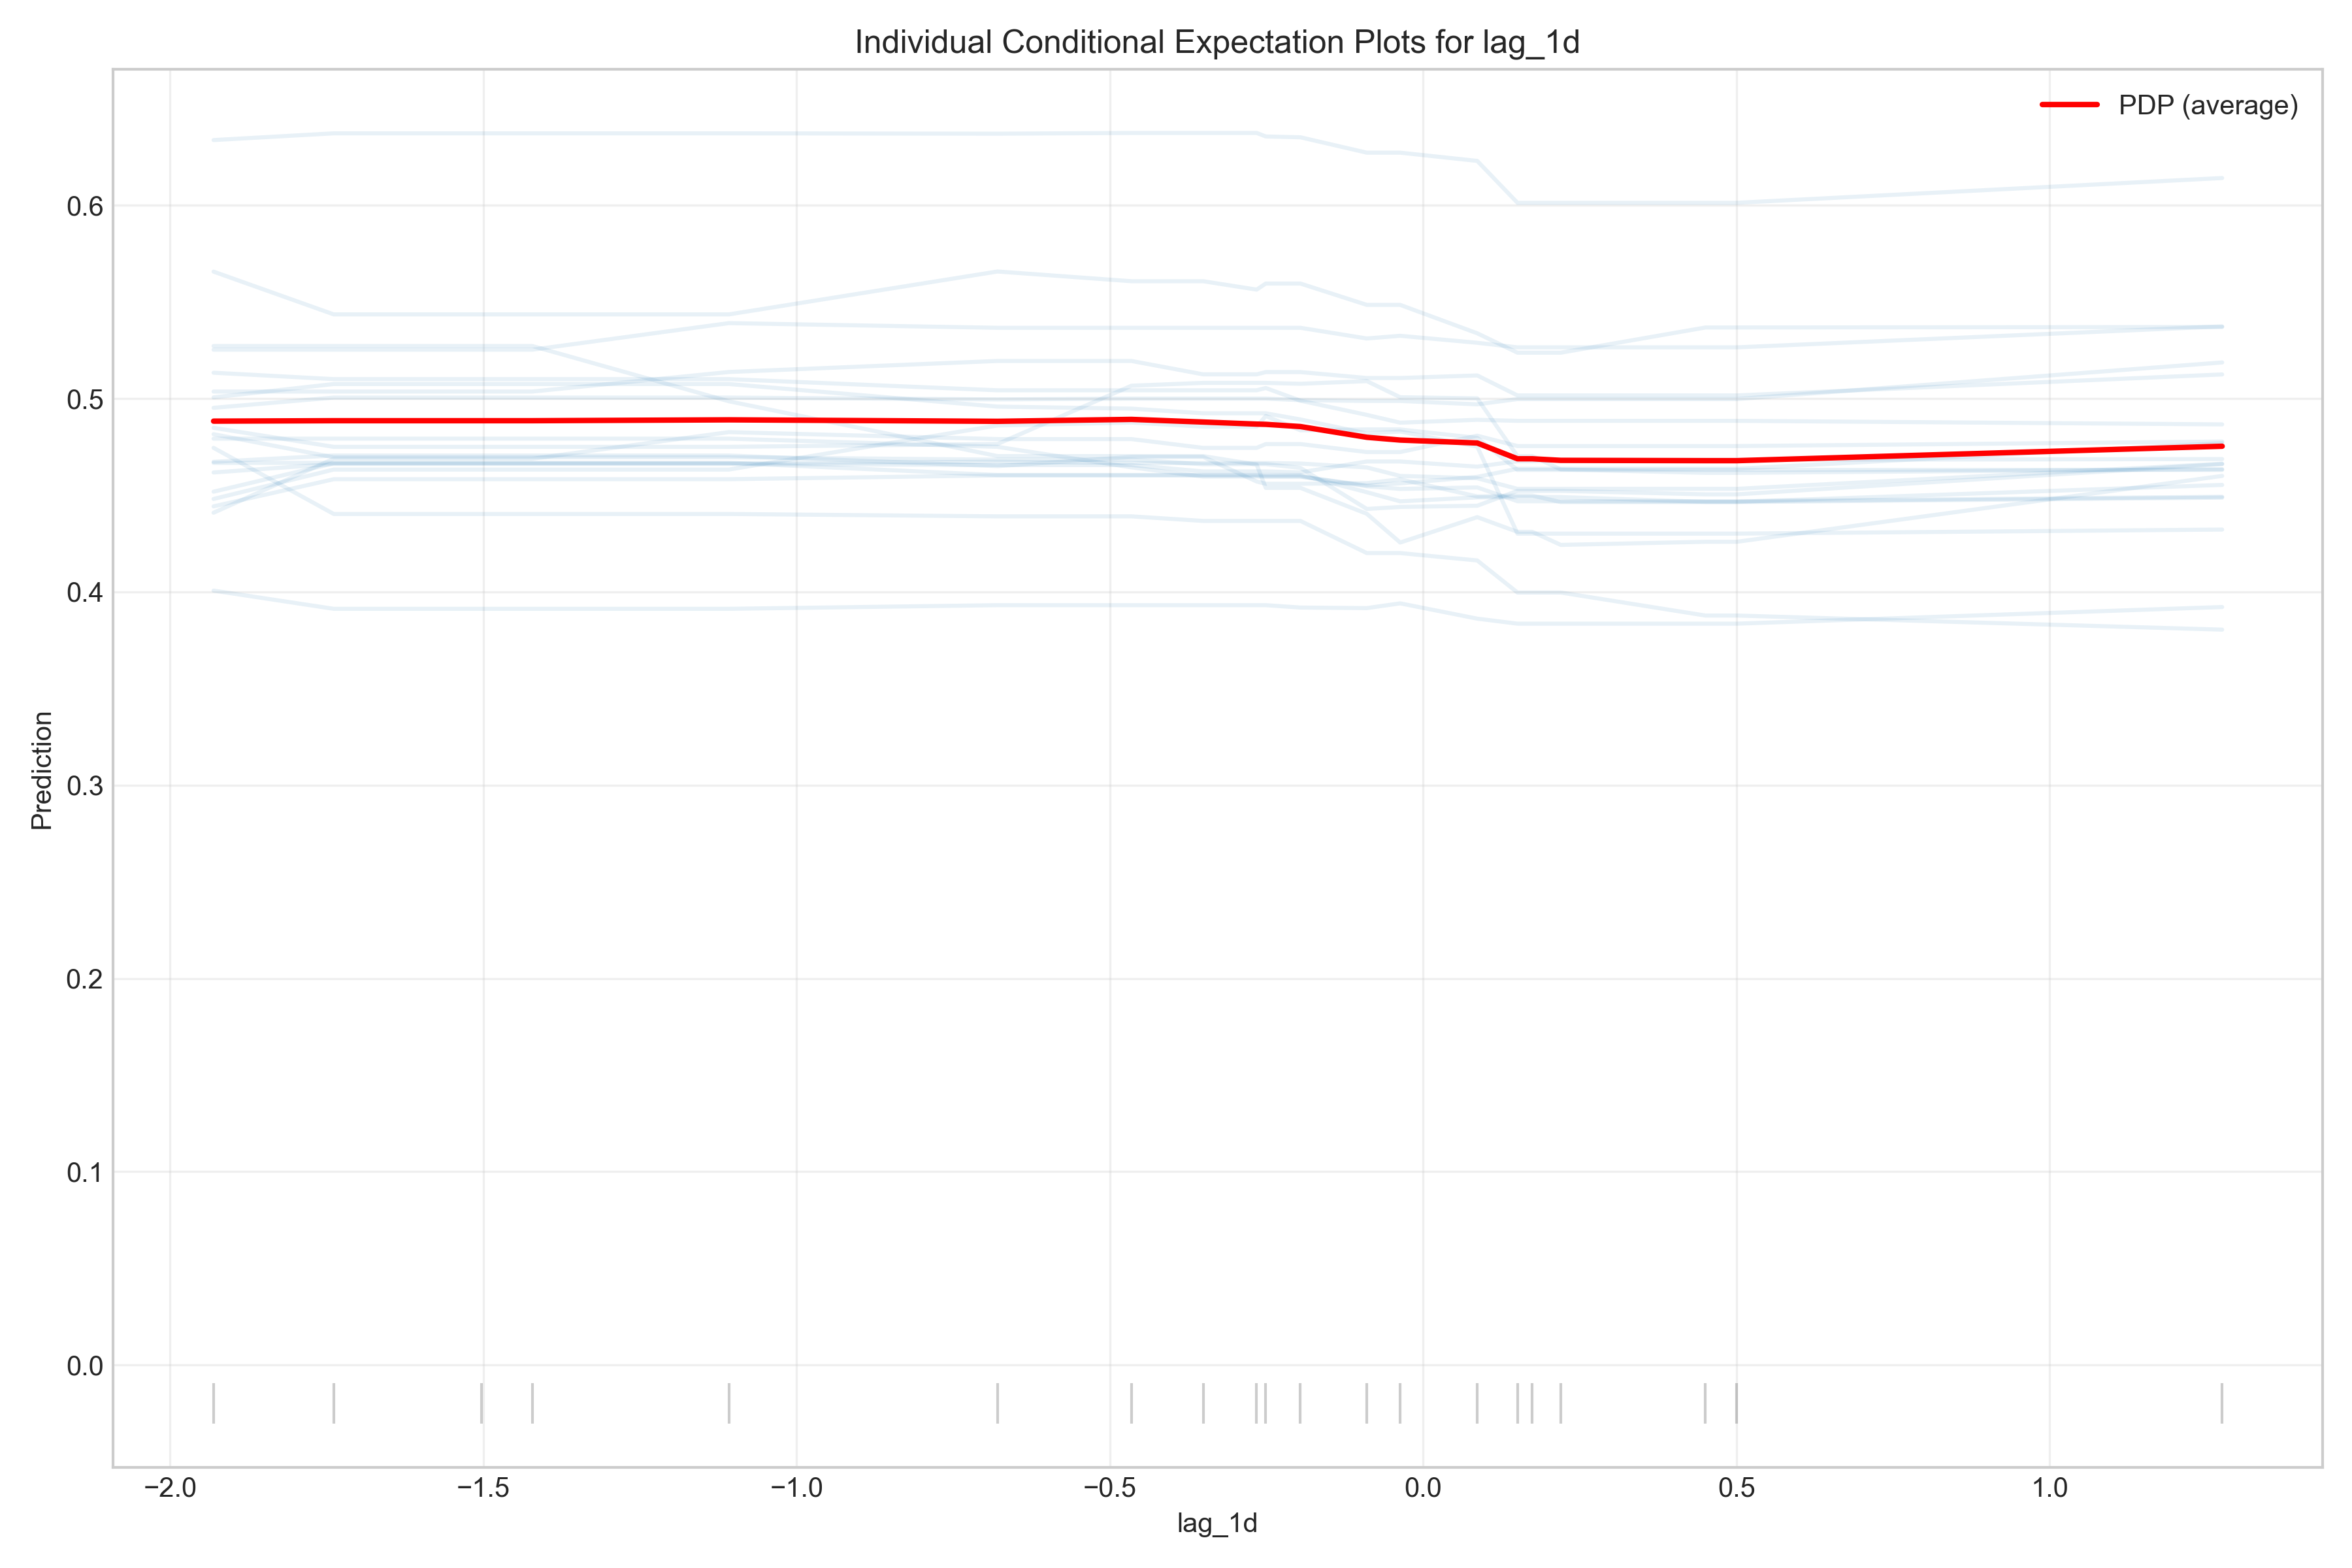 Individual Conditional Expectation Plots for lag_1d
PDP (average)
0.6
0.5
0.4
0.3
0.2
0.1
0.0
Prediction
−2.0 −1.5 −1.0 −0.5 0.0 0.5 1.0
lag_1d